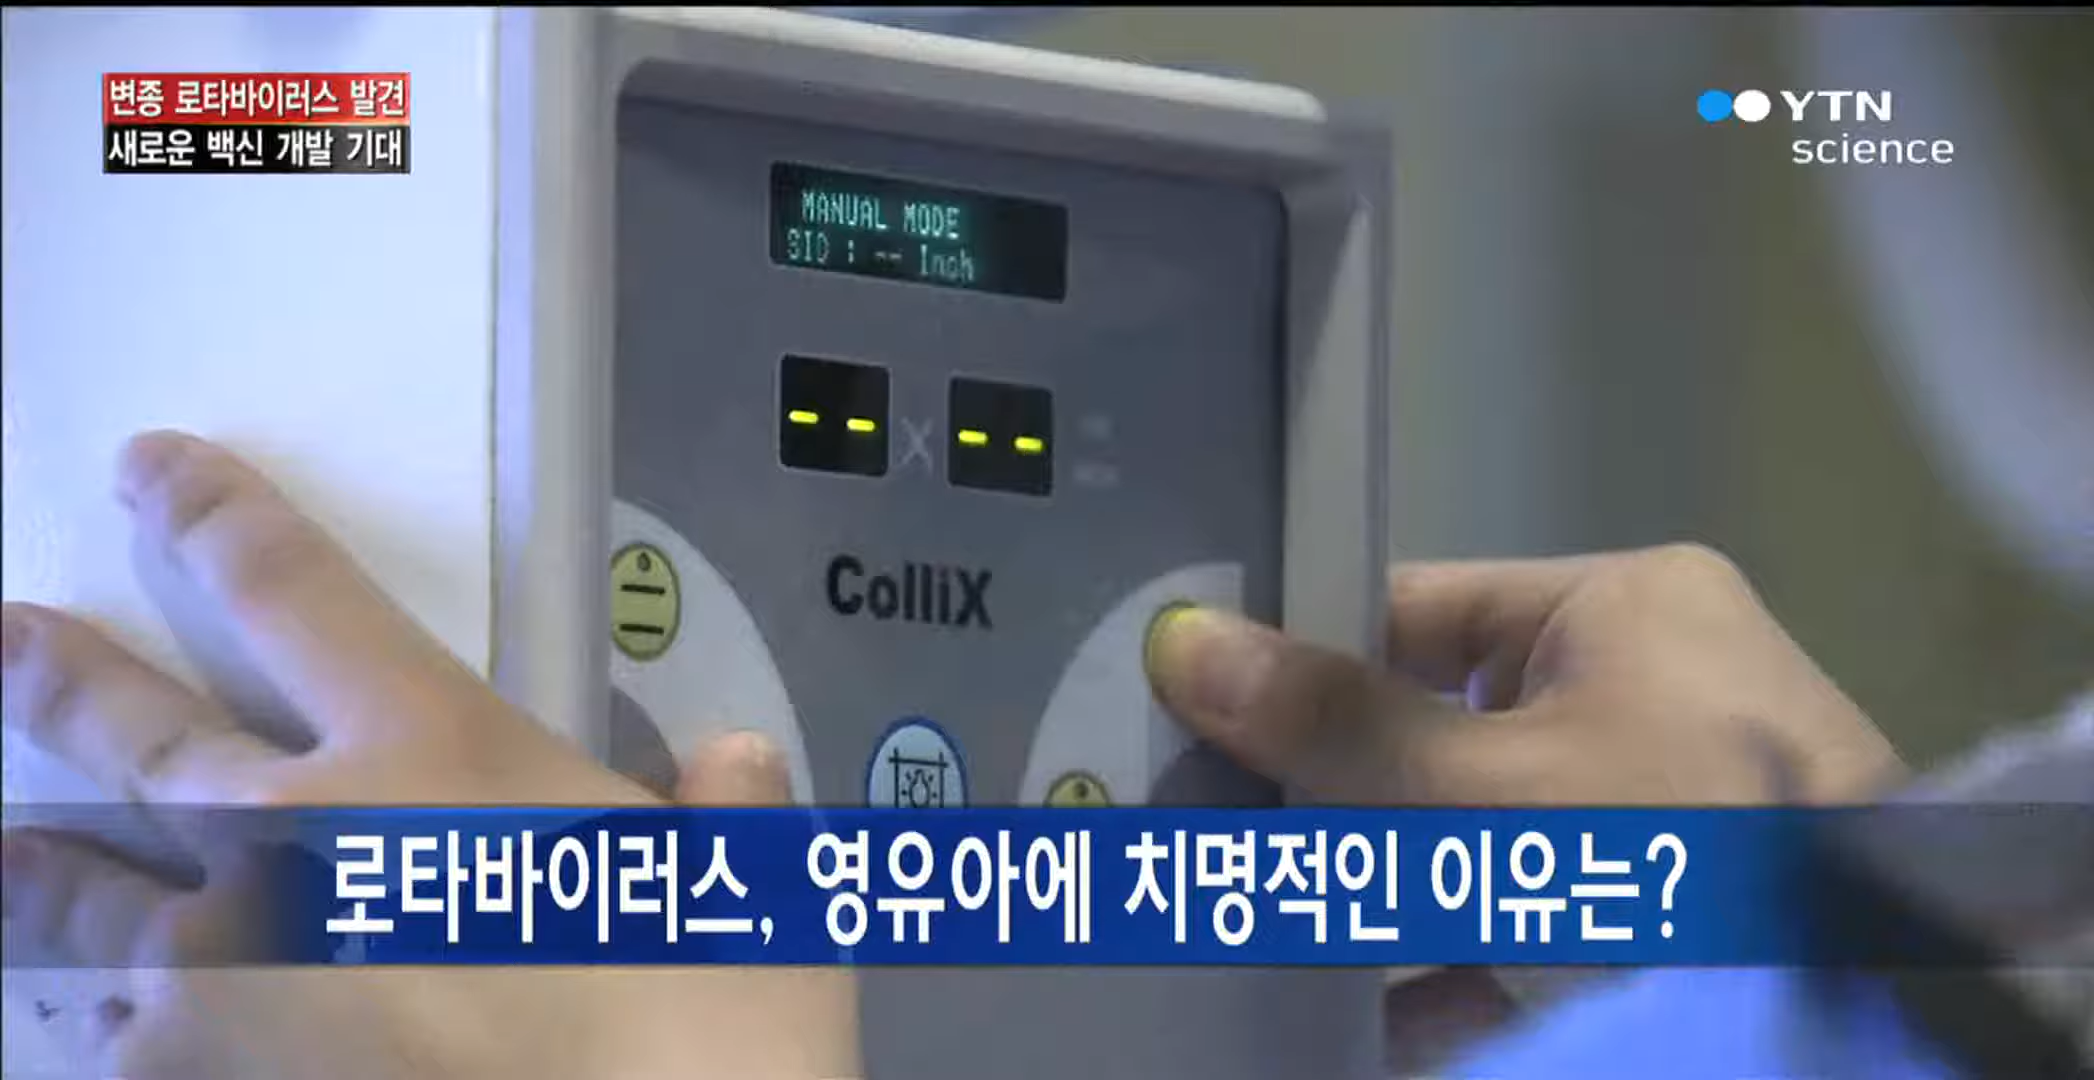 변종 로타바이러스 발견
새로운 백신 개발 기대
YTN
science
MANUAL MODE
SID : -- Inch
-- X --
ColliX
로타바이러스, 영유아에 치명적인 이유는?